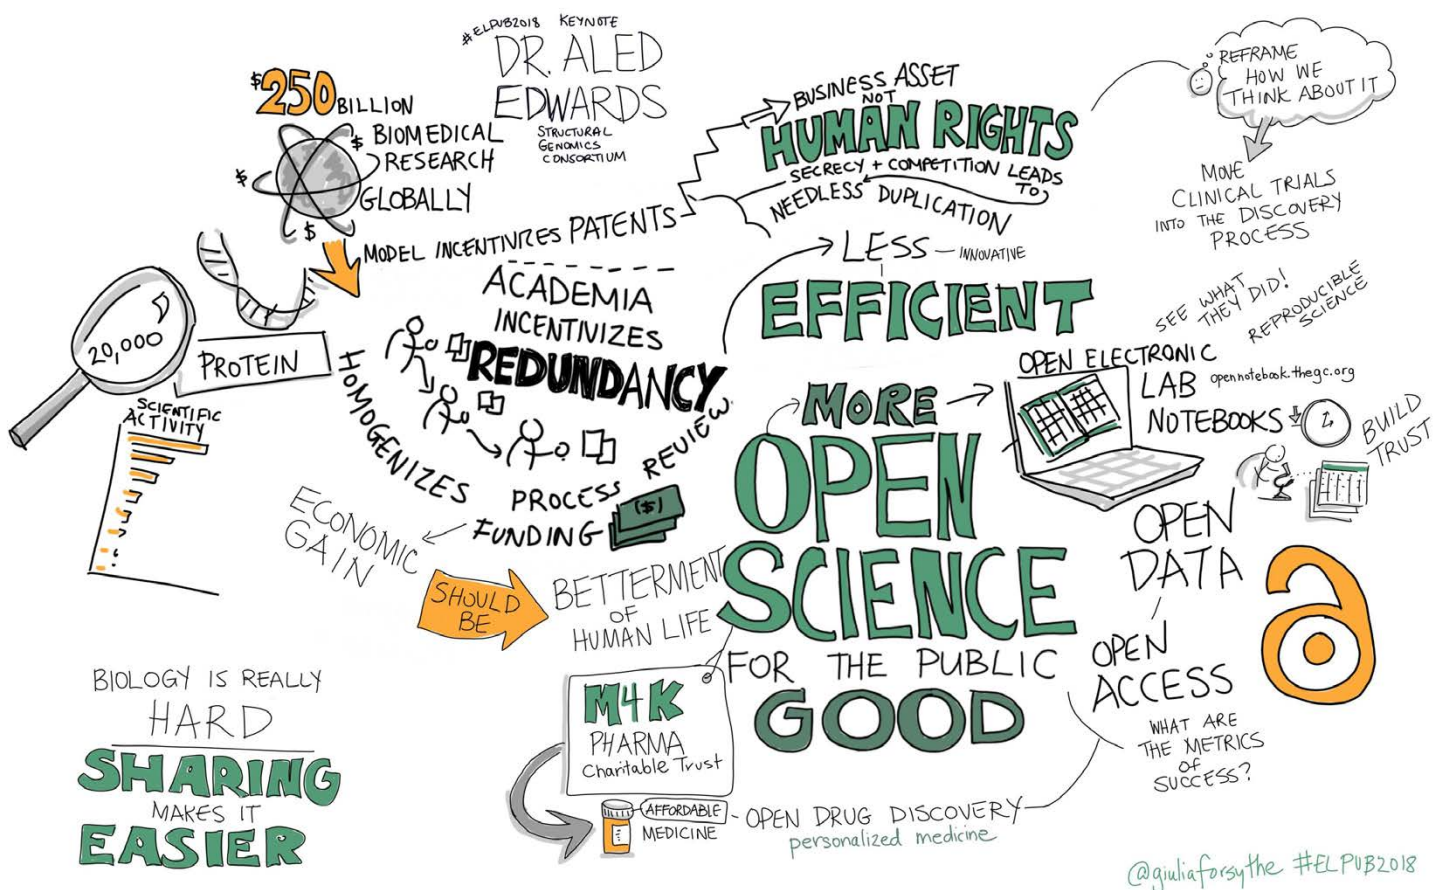 #ELPUB2018 KEYNOTE
DR. ALED
EDWARDS
STRUCTURAL
GENOMICS
CONSORTIUM
$250 BILLION
BIOMEDICAL
RESEARCH
GLOBALLY
$
$
$
MODEL INCENTIVIZES PATENTS
BUSINESS ASSET
NOT
HUMAN RIGHTS
SECRECY + COMPETITION LEADS
TO
NEEDLESS DUPLICATION
REFRAME
HOW WE
THINK ABOUT IT
MOVE
CLINICAL TRIALS
INTO THE DISCOVERY
PROCESS
20,000
PROTEIN
SCIENTIFIC
ACTIVITY
ACADEMIA
INCENTIVIZES
REDUNDANCY
HOMOGENIZES
REVIEW
PROCESS
FUNDING
($)
LESS — INNOVATIVE
EFFICIENT
SEE WHAT
THEY DID!
REPRODUCIBLE
SCIENCE
OPEN ELECTRONIC
LAB
NOTEBOOKS
opennotebook.thegc.org
BUILD
TRUST
MORE
OPEN
SCIENCE
FOR THE PUBLIC
GOOD
ECONOMIC
GAIN
SHOULD
BE
BETTERMENT
OF
HUMAN LIFE
OPEN
DATA
OPEN
ACCESS
WHAT ARE
THE METRICS
OF
SUCCESS?
M4K
PHARMA
Charitable Trust
AFFORDABLE
MEDICINE
OPEN DRUG DISCOVERY
personalized medicine
BIOLOGY IS REALLY
HARD
SHARING
MAKES IT
EASIER
@giuliaforsythe #ELPUB2018